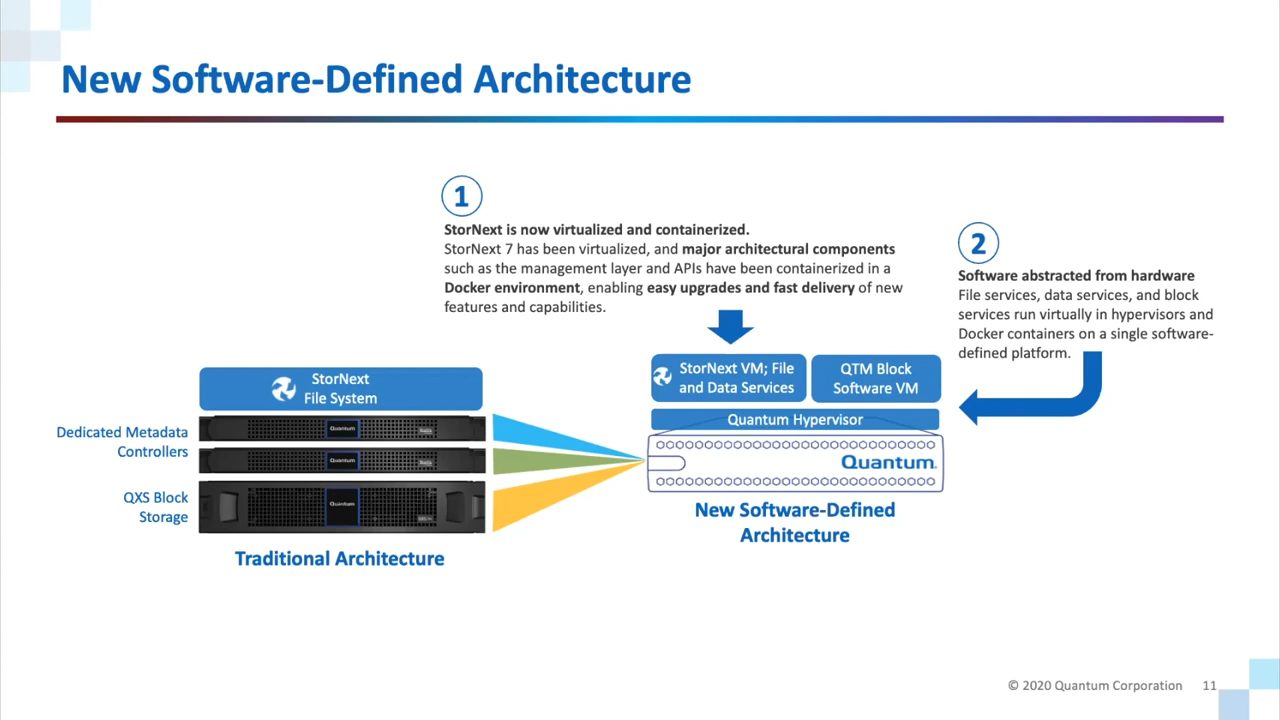 New Software-Defined Architecture
1
StorNext is now virtualized and containerized.
StorNext 7 has been virtualized, and major architectural components
such as the management layer and APIs have been containerized in a
Docker environment, enabling easy upgrades and fast delivery of new
features and capabilities.
2
Software abstracted from hardware
File services, data services, and block
services run virtually in hypervisors and
Docker containers on a single software-
defined platform.
StorNext
File System
Dedicated Metadata
Controllers
Quantum
Quantum
QXS Block
Storage
Quantum
Traditional Architecture
StorNext VM; File
and Data Services
QTM Block
Software VM
Quantum Hypervisor
Quantum.
New Software-Defined
Architecture
© 2020 Quantum Corporation
11